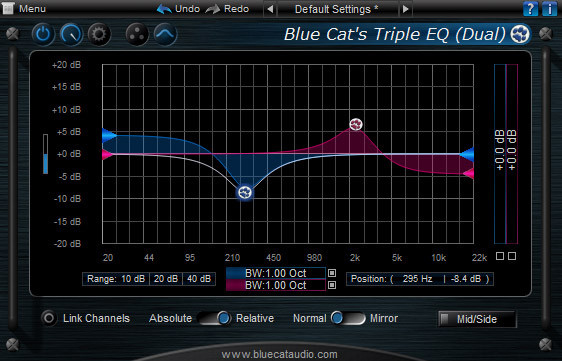 Menu Undo Redo Default Settings * ? i
Blue Cat's Triple EQ (Dual)
+20 dB
+15 dB
+10 dB
+5 dB
+0 dB
-5 dB
-10 dB
-15 dB
-20 dB
+0.0 dB
+0.0 dB
20 44 95 210 450 980 2k 5k 10k 22k
Range: 10 dB 20 dB 40 dB
BW:1.00 Oct
BW:1.00 Oct
Position: ( 295 Hz | -8.4 dB )
Link Channels Absolute Relative Normal Mirror Mid/Side
www.bluecataudio.com